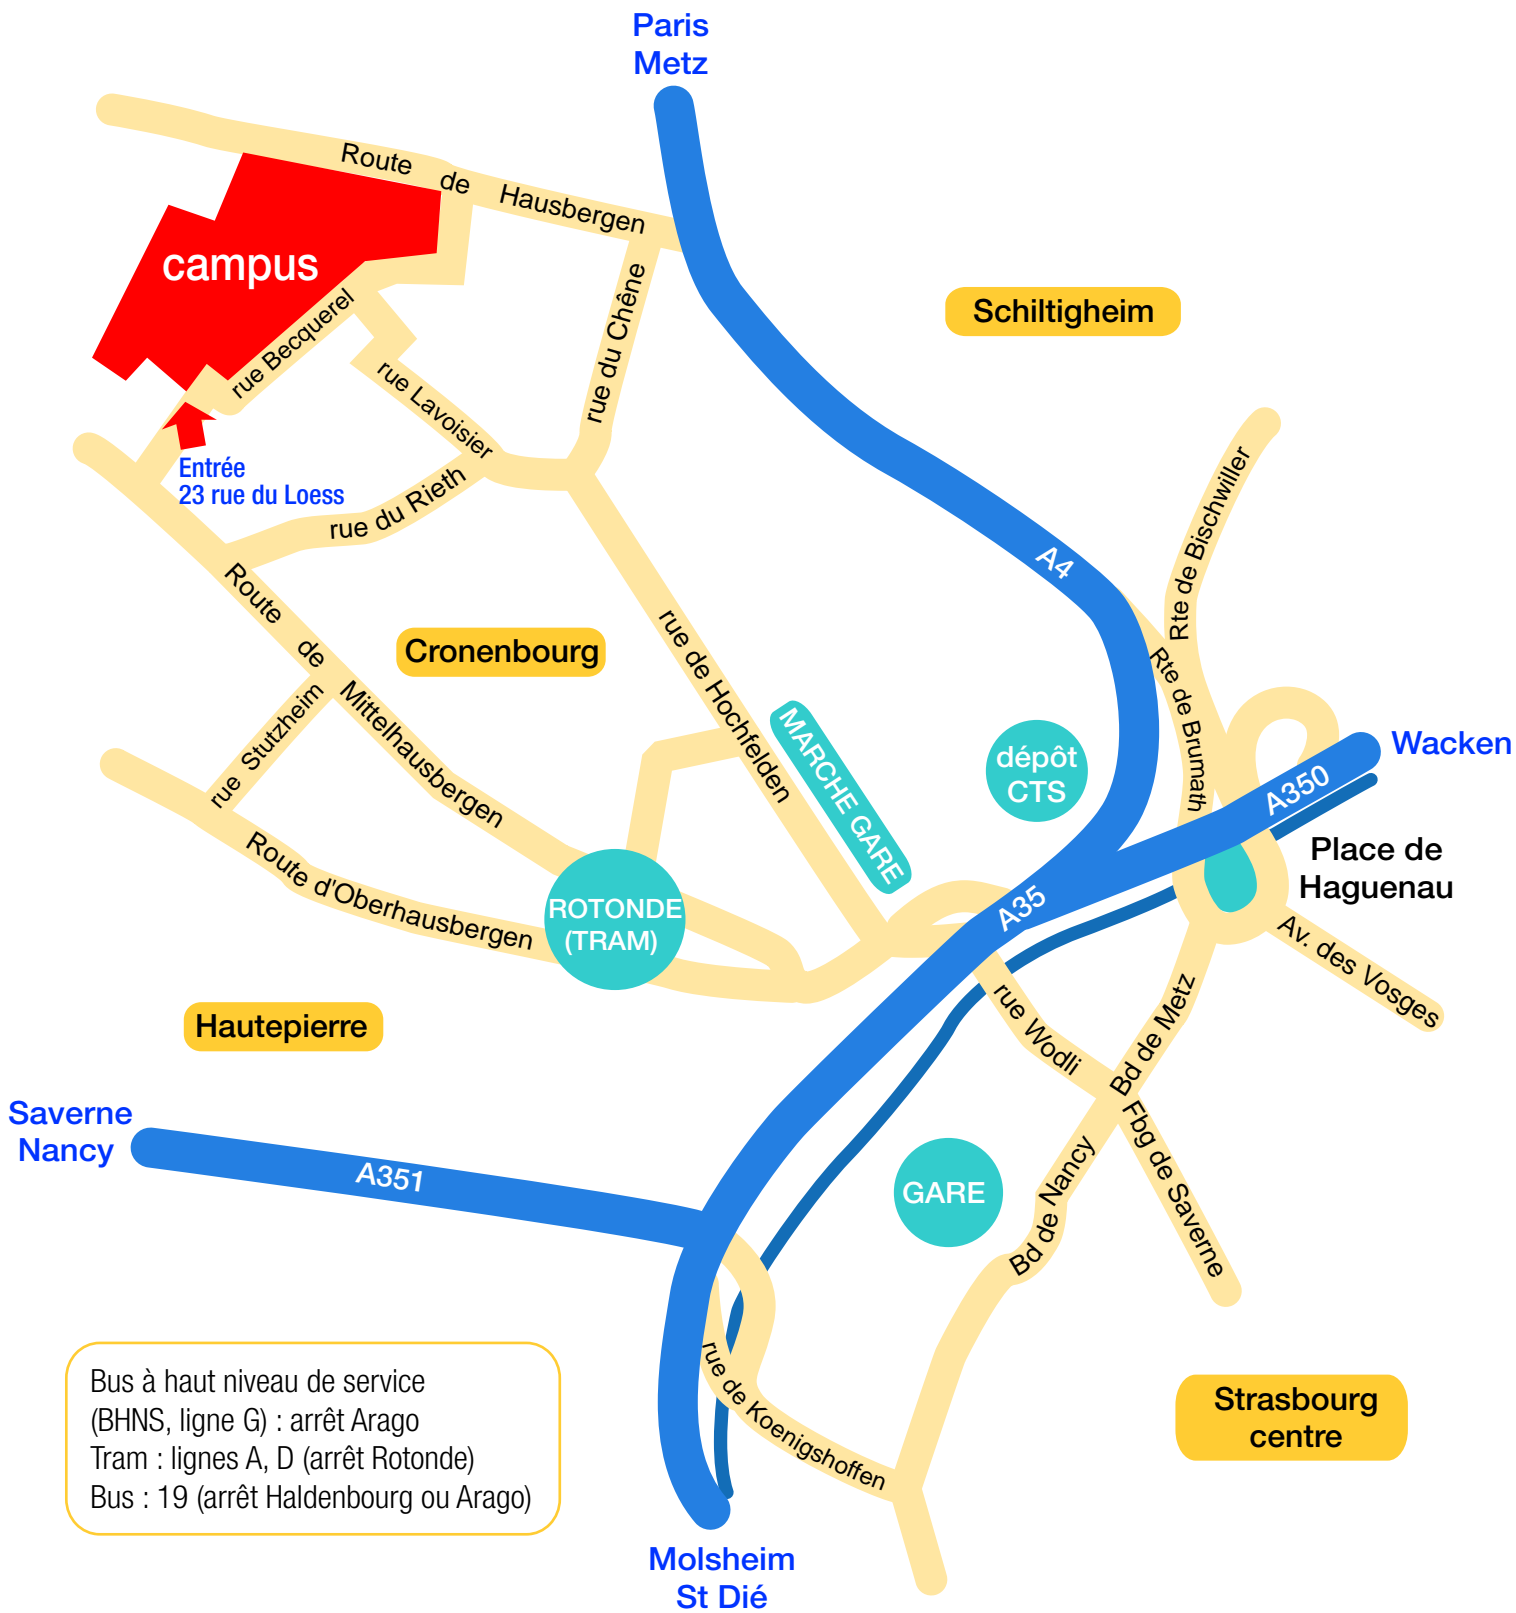 Paris
Metz
Route de Hausbergen
campus
rue Becquerel
rue du Chêne
Schiltigheim
rue Lavoisier
Entrée
23 rue du Loess
rue du Rieth
Rte de Bischwiller
A4
Route de Mittelhausbergen
Cronenbourg
rue de Hochfelden
Rte de Brumath
rue Stutzheim
MARCHE GARE
dépôt
CTS
Wacken
A350
Place de
Haguenau
Route d'Oberhausbergen
ROTONDE
(TRAM)
A35
Av. des Vosges
rue Wodli
Bd de Metz
Hautepierre
Saverne
Nancy
A351
GARE
Bd de Nancy
Fbg de Saverne
rue de Koenigshoffen
Strasbourg
centre
Bus à haut niveau de service
(BHNS, ligne G) : arrêt Arago
Tram : lignes A, D (arrêt Rotonde)
Bus : 19 (arrêt Haldenbourg ou Arago)
Molsheim
St Dié